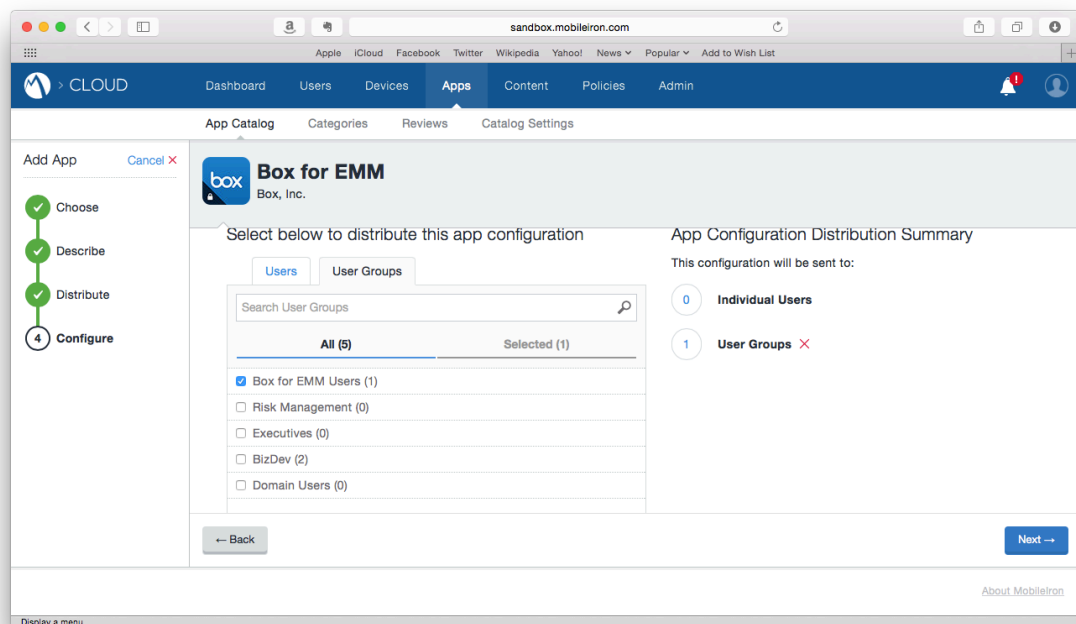 sandbox.mobileiron.com
Apple iCloud Facebook Twitter Wikipedia Yahoo! News Popular Add to Wish List
> CLOUD Dashboard Users Devices Apps Content Policies Admin
!
App Catalog Categories Reviews Catalog Settings
Add App Cancel ×
Choose
Describe
Distribute
4 Configure
box
Box for EMM
Box, Inc.
Select below to distribute this app configuration
Users User Groups
Search User Groups
All (5) Selected (1)
Box for EMM Users (1)
Risk Management (0)
Executives (0)
BizDev (2)
Domain Users (0)
App Configuration Distribution Summary
This configuration will be sent to:
0 Individual Users
1 User Groups ×
← Back Next →
About MobileIron
Display a menu